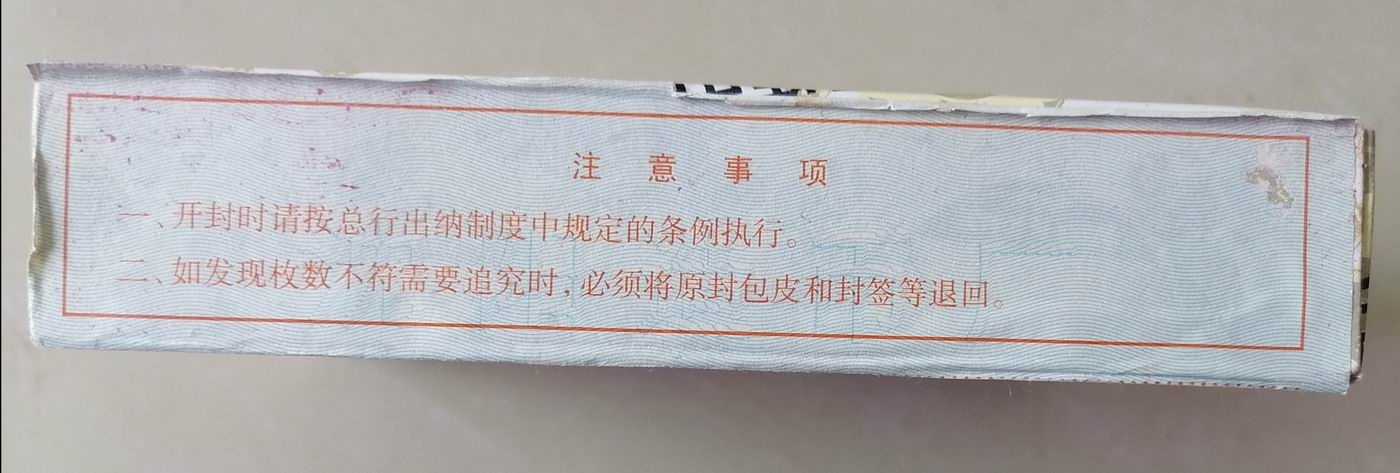 注意事项
一、开封时请按总行出纳制度中规定的条例执行。
二、如发现枚数不符需要追究时,必须将原封包皮和封签等退回。